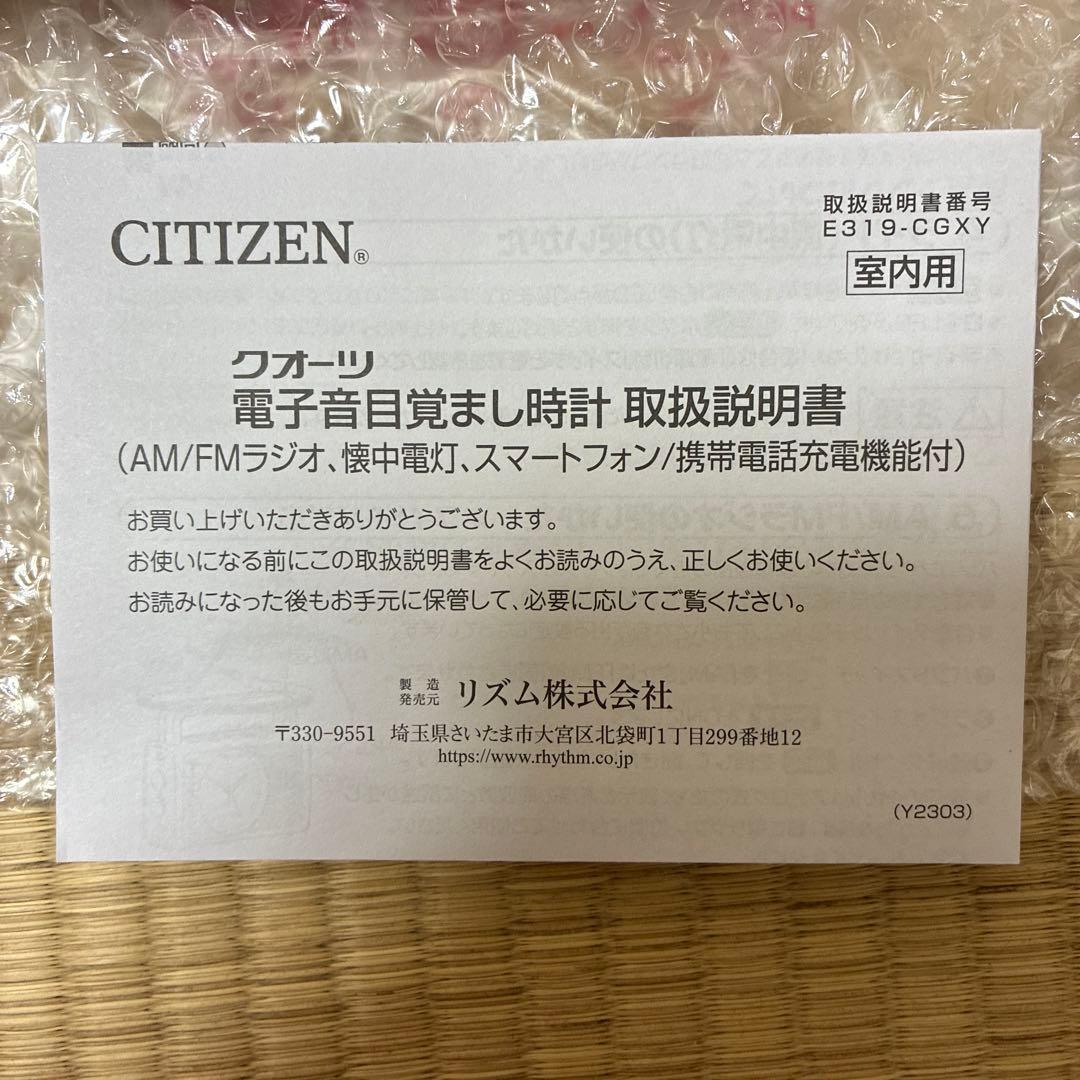 CITIZEN®
取扱説明書番号
E319-CGXY
室内用
クオーツ
電子音目覚まし時計 取扱説明書
(AM/FMラジオ、懐中電灯、スマートフォン/携帯電話充電機能付)
お買い上げいただきありがとうございます。
お使いになる前にこの取扱説明書をよくお読みのうえ、正しくお使いください。
お読みになった後もお手元に保管して、必要に応じてご覧ください。
製造
発売元 リズム株式会社
〒330-9551 埼玉県さいたま市大宮区北袋町1丁目299番地12
https://www.rhythm.co.jp
(Y2303)